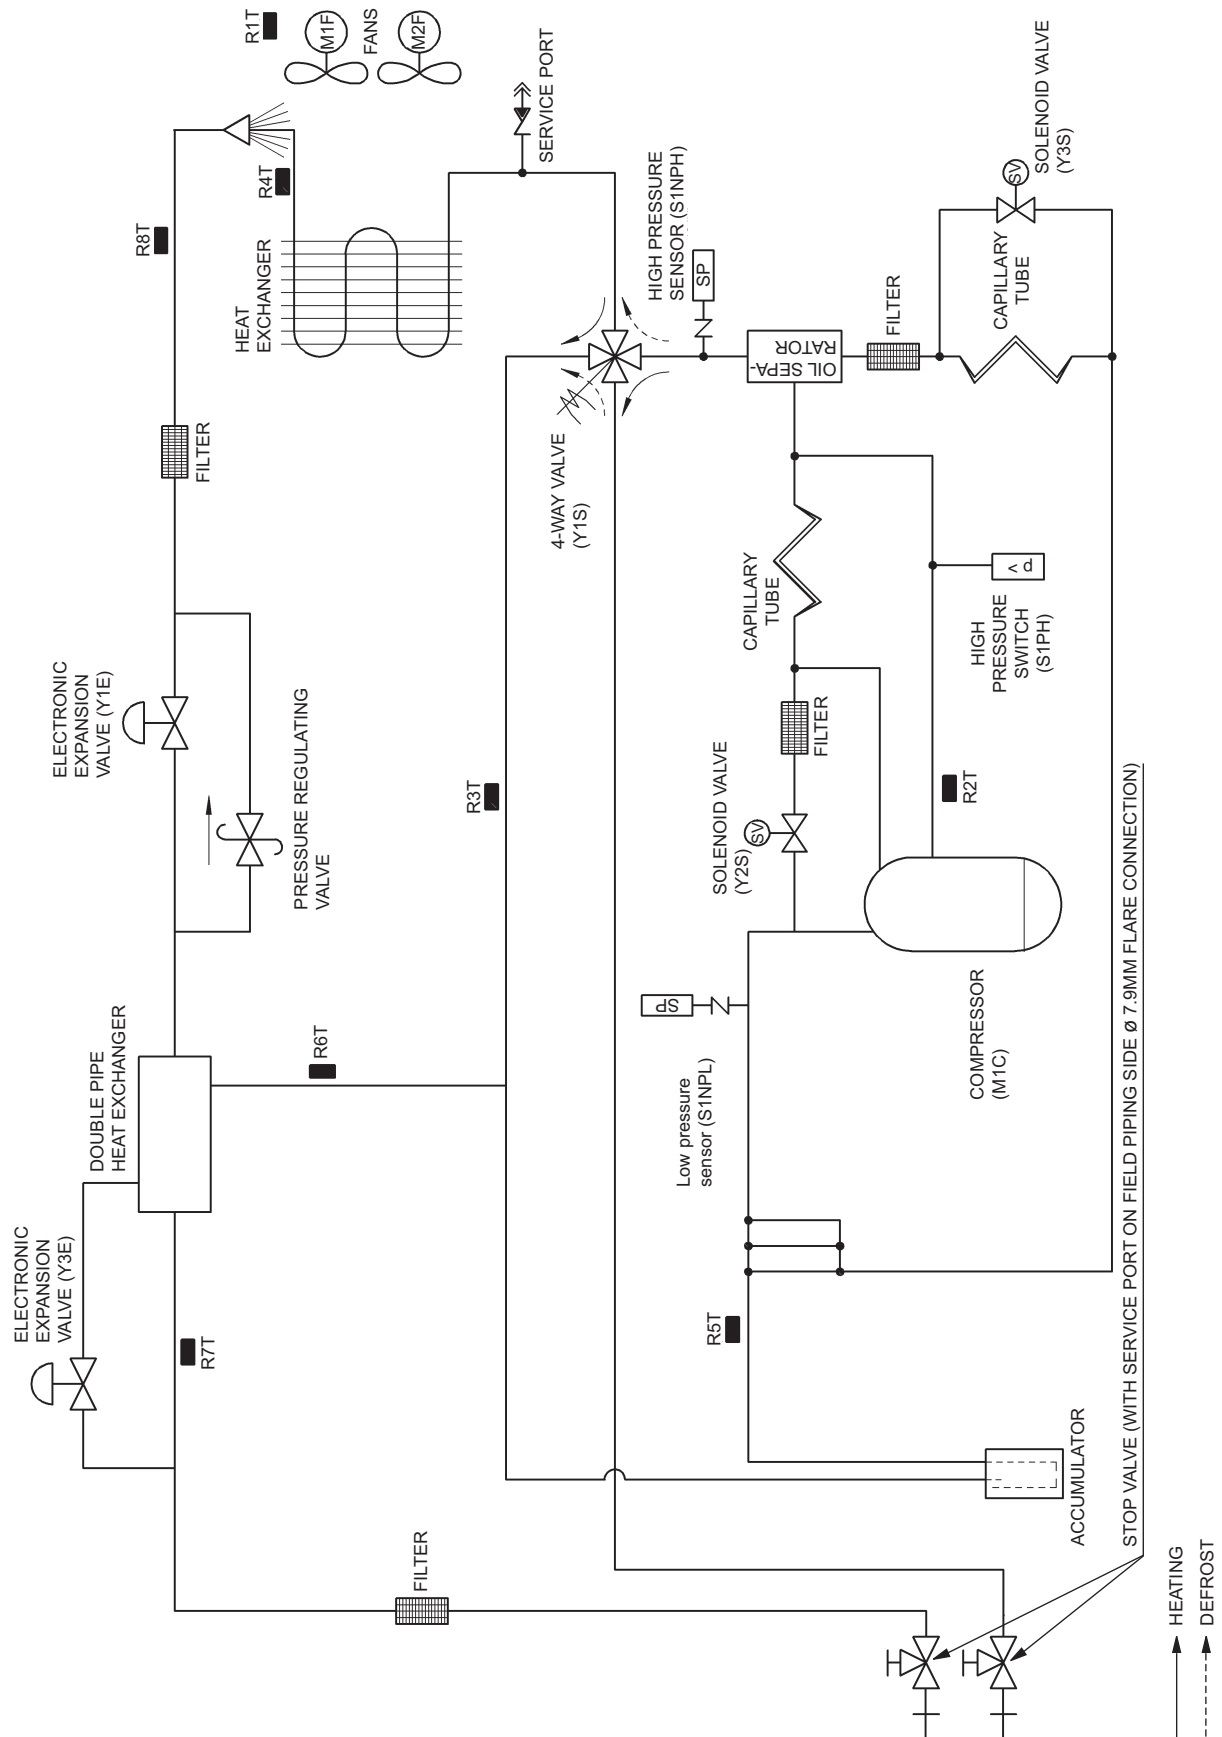 R1T
M1F
FANS
M2F
SERVICE PORT
SOLENOID VALVE
(Y3S)
R4T
R8T
HEAT
EXCHANGER
HIGH PRESSURE
SENSOR (S1NPH)
SP
CAPILLARY
TUBE
SV
FILTER
OIL SEPA-
RATOR
FILTER
4-WAY VALVE
(Y1S)
CAPILLARY
TUBE
p >
HIGH
PRESSURE
SWITCH
(S1PH)
ELECTRONIC
EXPANSION
VALVE (Y1E)
PRESSURE REGULATING
VALVE
R3T
FILTER
SOLENOID VALVE
(Y2S)
SV
R2T
DOUBLE PIPE
HEAT EXCHANGER
R6T
SP
Low pressure
sensor (S1NPL)
COMPRESSOR
(M1C)
ELECTRONIC
EXPANSION
VALVE (Y3E)
R7T
R5T
ACCUMULATOR
FILTER
STOP VALVE (WITH SERVICE PORT ON FIELD PIPING SIDE ø 7.9MM FLARE CONNECTION)
HEATING
DEFROST